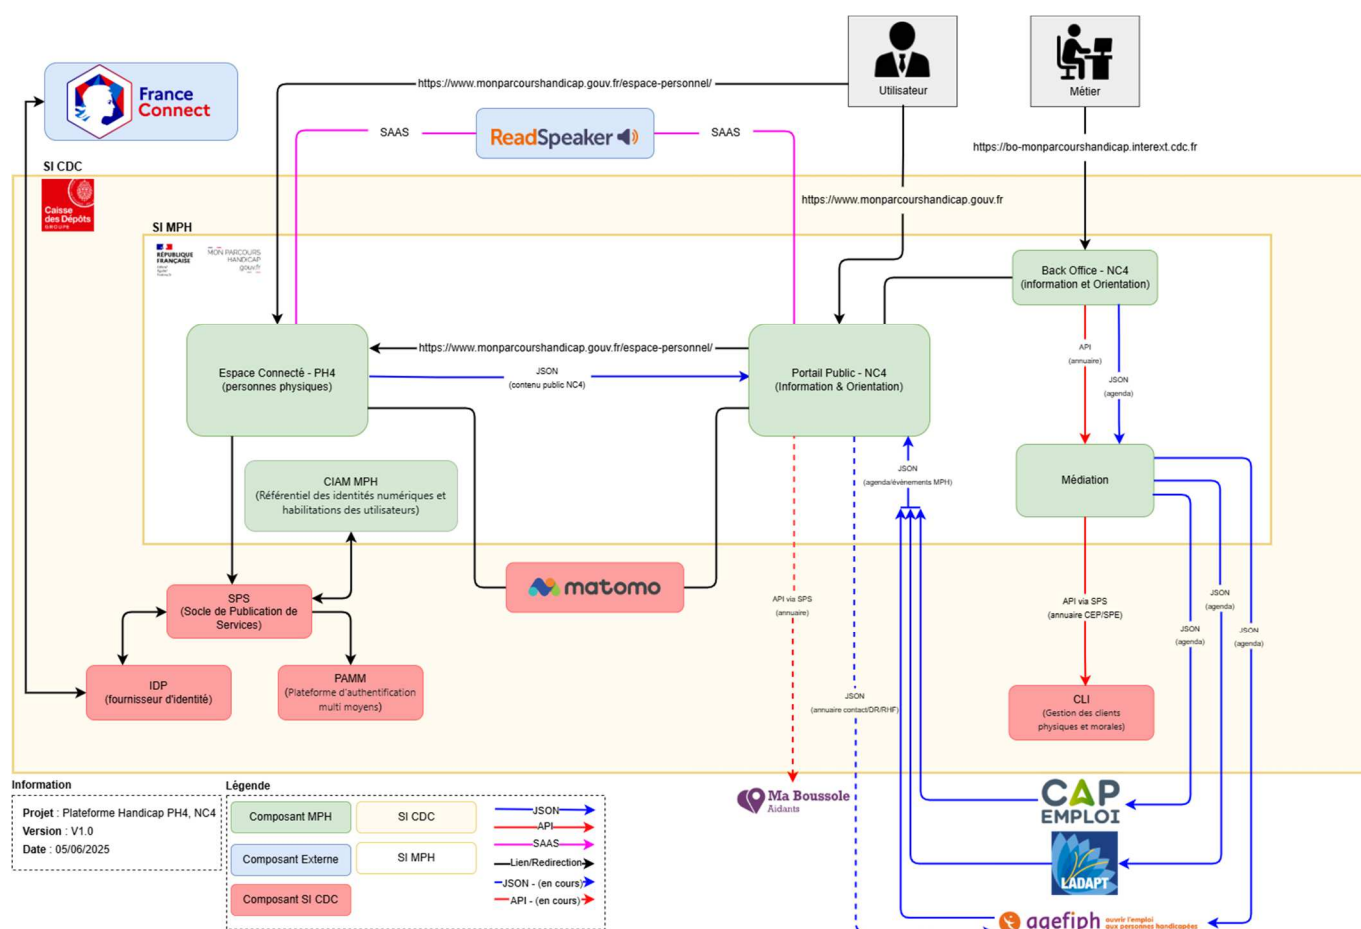 Utilisateur
Métier
France
Connect
https://www.monparcourshandicap.gouv.fr/espace-personnel/
SAAS
ReadSpeaker
SAAS
https://bo-monparcourshandicap.interext.cdc.fr
SI CDC
Caisse
des Dépôts
GROUPE
https://www.monparcourshandicap.gouv.fr
SI MPH
RÉPUBLIQUE
FRANÇAISE
MON PARCOURS
HANDICAP
gouv.fr
Back Office - NC4
(information et Orientation)
Espace Connecté - PH4
(personnes physiques)
https://www.monparcourshandicap.gouv.fr/espace-personnel/
JSON
(contenu public NC4)
Portail Public - NC4
(Information & Orientation)
API
(annuaire)
JSON
(agenda)
CIAM MPH
(Référentiel des identités numériques et
habilitations des utilisateurs)
JSON
(agenda/événements MPH)
Médiation
matomo
SPS
(Socle de Publication de
Services)
API via SPS
(annuaire)
API via SPS
(annuaire CEP/SPE)
JSON
(agenda)
JSON
(agenda)
JSON
(agenda)
IDP
(fournisseur d'identité)
PAMM
(Plateforme d'authentification
multi moyens)
JSON
(annuaire contact/DR/RHF)
CLI
(Gestion des clients
physiques et morales)
Ma Boussole
Aidants
CAP
EMPLOI
LADAPT
agefiph
ouvrir l'emploi
aux personnes handicapées
Information
Projet : Plateforme Handicap PH4, NC4
Version : V1.0
Date : 05/06/2025
Légende
Composant MPH
SI CDC
Composant Externe
SI MPH
Composant SI CDC
JSON
API
SAAS
Lien/Redirection
JSON - (en cours)
API - (en cours)